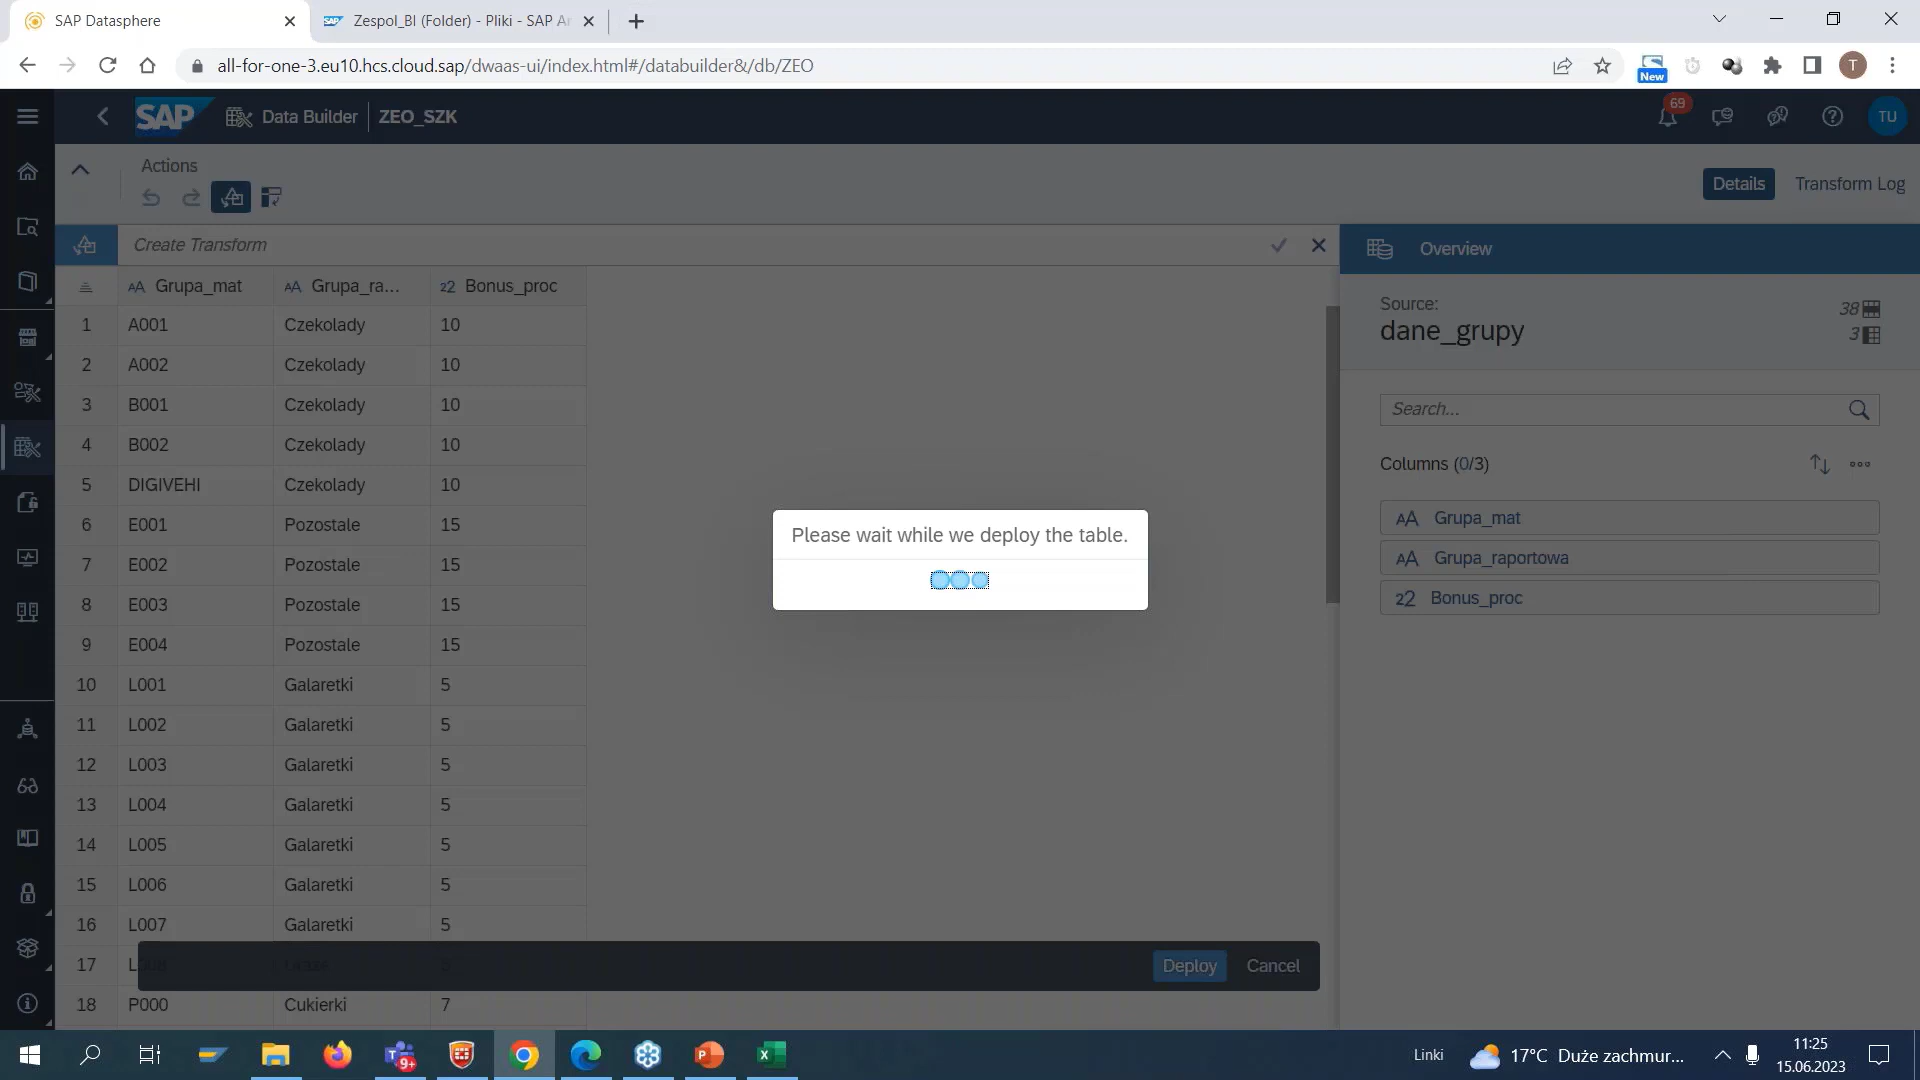 SAP Datasphere
Zespol_BI (Folder) - Pliki - SAP A
all-for-one-3.eu10.hcs.cloud.sap/dwaas-ui/index.html#/databuilder&/db/ZEO
New
T
SAP
Data Builder
ZEO_SZK
69
TU
Actions
Details
Transform Log
Create Transform
Overview
Grupa_mat
Grupa_ra...
Bonus_proc
1 A001 Czekolady 10
2 A002 Czekolady 10
3 B001 Czekolady 10
4 B002 Czekolady 10
5 DIGIVEHI Czekolady 10
6 E001 Pozostale 15
7 E002 Pozostale 15
8 E003 Pozostale 15
9 E004 Pozostale 15
10 L001 Galaretki 5
11 L002 Galaretki 5
12 L003 Galaretki 5
13 L004 Galaretki 5
14 L005 Galaretki 5
15 L006 Galaretki 5
16 L007 Galaretki 5
17
18 P000 Cukierki 7
Please wait while we deploy the table.
Deploy
Cancel
Source:
dane_grupy
38
3
Search...
Columns (0/3)
Grupa_mat
Grupa_raportowa
Bonus_proc
9+
Linki
17°C Duże zachmur...
11:25
15.06.2023